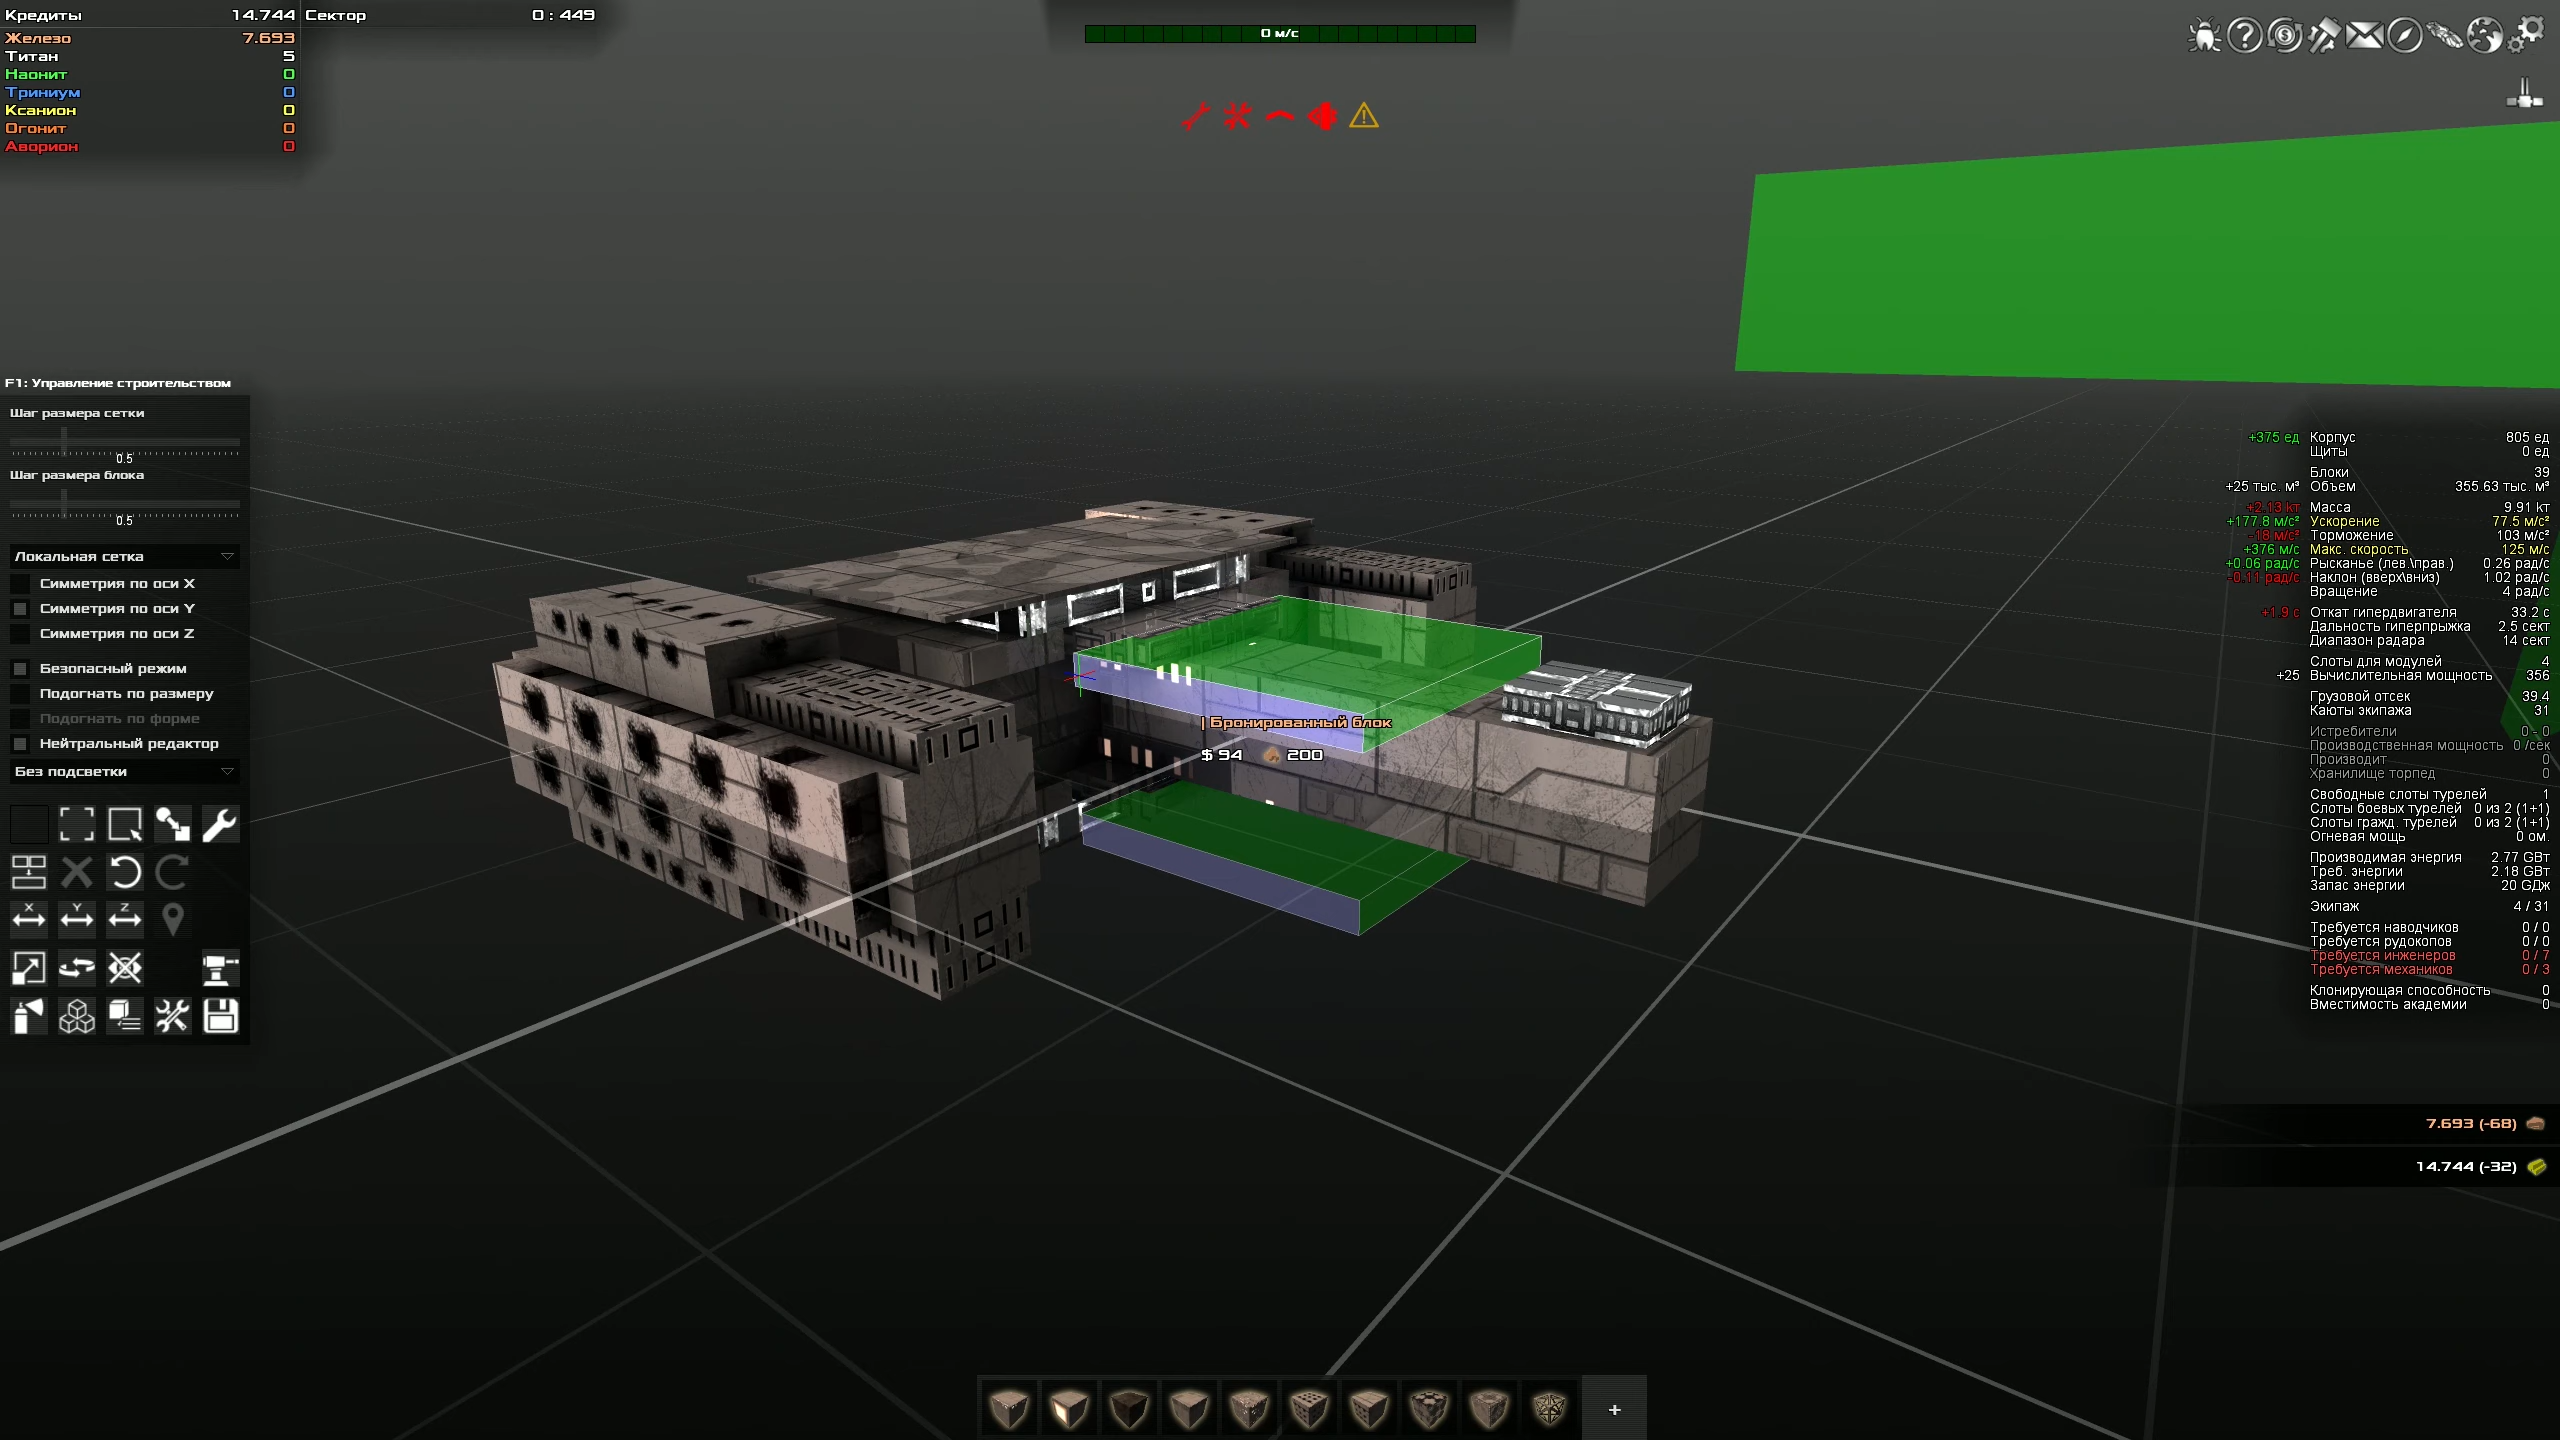 Кредиты 14.744
Сектор 0 : 449
Железо 7.693
Титан 5
Наонит 0
Триниум 0
Ксанион 0
Огонит 0
Аворион 0
0 м/с
F1: Управление строительством
Шаг размера сетки
0.5
Шаг размера блока
0.5
Локальная сетка
Симметрия по оси X
Симметрия по оси Y
Симметрия по оси Z
Безопасный режим
Подогнать по размеру
Подогнать по форме
Нейтральный редактор
Без подсветки
X Y Z
| Бронированный блок
$ 94 200
+375 ед Корпус 805 ед
Щиты 0 ед
Блоки 39
+25 тыс. м³ Объем 355.63 тыс. м³
+2.13 kт Масса 9.91 kт
+177.8 м/с² Ускорение 77.5 м/с²
-18 м/с² Торможение 103 м/с²
+376 м/с Макс. скорость 125 м/с
+0.06 рад/с Рысканье (лев.\прав.) 0.26 рад/с
-0.11 рад/с Наклон (вверх\вниз) 1.02 рад/с
Вращение 4 рад/с
+1.9 с Откат гипердвигателя 33.2 с
Дальность гиперпрыжка 2.5 сект
Диапазон радара 14 сект
Слоты для модулей 4
+25 Вычислительная мощность 356
Грузовой отсек 39.4
Каюты экипажа 31
Истребители 0 - 0
Производственная мощность 0 /сек
Производит 0
Хранилище торпед 0
Свободные слоты турелей 1
Слоты боевых турелей 0 из 2 (1+1)
Слоты гражд. турелей 0 из 2 (1+1)
Огневая мощь 0 ом.
Производимая энергия 2.77 GВт
Треб. энергии 2.18 GВт
Запас энергии 20 GДж
Экипаж 4 / 31
Требуется наводчиков 0 / 0
Требуется рудокопов 0 / 0
Требуется инженеров 0 / 7
Требуется механиков 0 / 3
Клонирующая способность 0
Вместимость академии 0
7.693 (-68)
14.744 (-32)
+